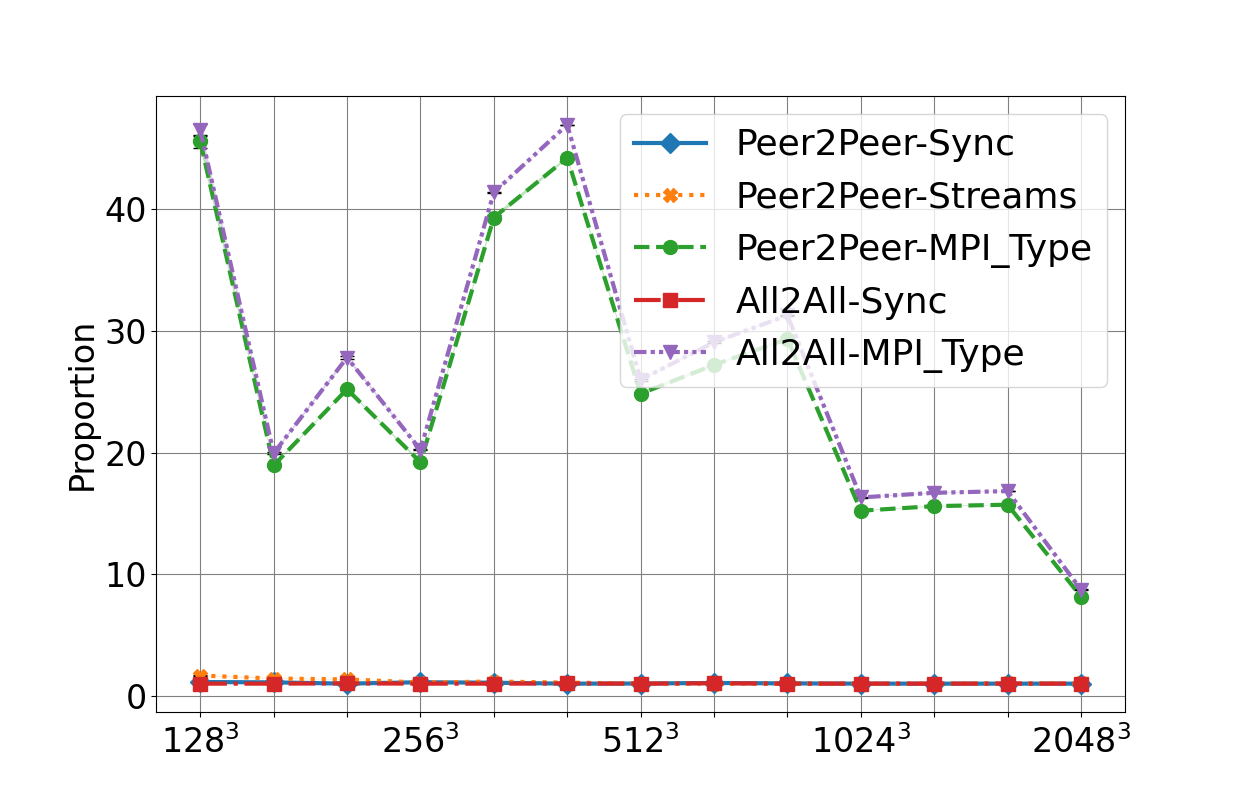 Peer2Peer-Sync
Peer2Peer-Streams
Peer2Peer-MPI_Type
All2All-Sync
All2All-MPI_Type
Proportion
40
30
20
10
0
128³ 256³ 512³ 1024³ 2048³